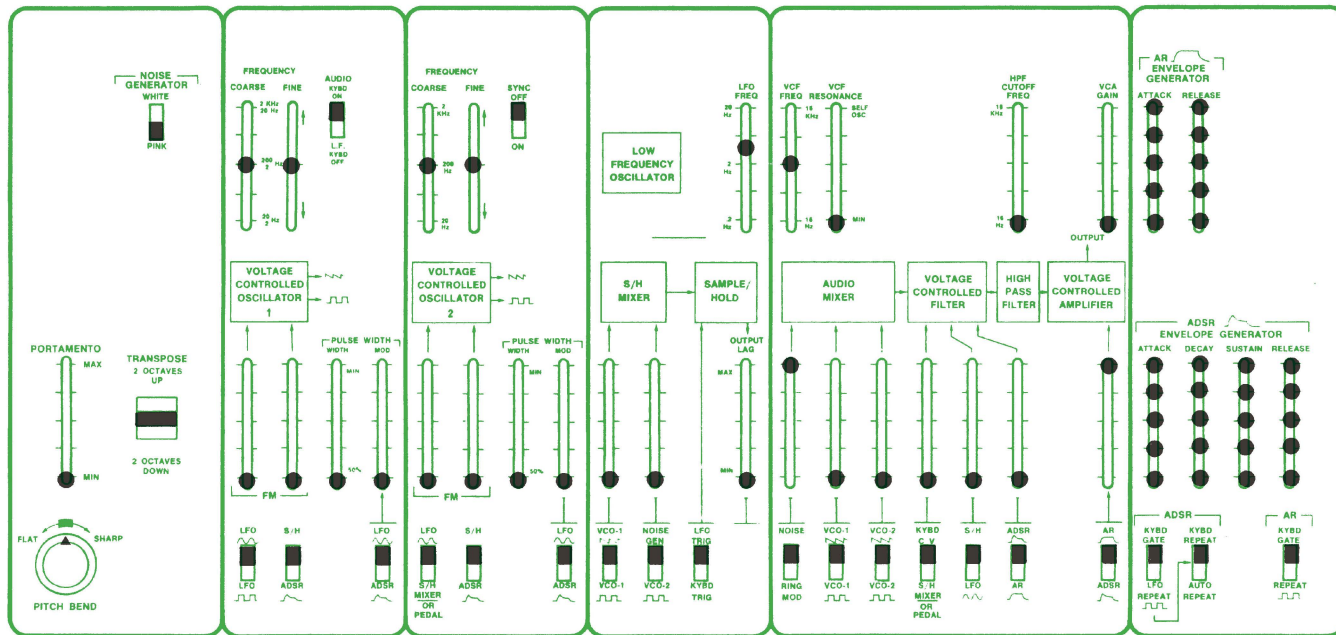 NOISE
GENERATOR
WHITE
PINK
PORTAMENTO
MAX
MIN
TRANSPOSE
2 OCTAVES
UP
2 OCTAVES
DOWN
FLAT
SHARP
PITCH BEND
FREQUENCY
COARSE
FINE
2 KHz
20 Hz
200 Hz
2
20 Hz
2
AUDIO
KYBD
ON
L.F.
KYBD
OFF
VOLTAGE
CONTROLLED
OSCILLATOR
1
PULSE WIDTH
WIDTH
MOD
MIN
50%
FM
LFO
S/H
LFO
LFO
ADSR
ADSR
FREQUENCY
COARSE
FINE
2
KHz
200
Hz
20
Hz
SYNC
OFF
ON
VOLTAGE
CONTROLLED
OSCILLATOR
2
PULSE WIDTH
WIDTH
MOD
MIN
50%
FM
LFO
S/H
LFO
S/H
MIXER
OR
PEDAL
ADSR
ADSR
LOW
FREQUENCY
OSCILLATOR
LFO
FREQ
20
Hz
2
Hz
.2
Hz
S/H
MIXER
SAMPLE/
HOLD
OUTPUT
LAG
MAX
MIN
VCO-1
NOISE
GEN
LFO
TRIG
VCO-1
VCO-2
KYBD
TRIG
VCF
FREQ
VCF
RESONANCE
16
KHz
16
Hz
SELF
OSC
MIN
HPF
CUTOFF
FREQ
16
KHz
16
Hz
VCA
GAIN
OUTPUT
AUDIO
MIXER
VOLTAGE
CONTROLLED
FILTER
HIGH
PASS
FILTER
VOLTAGE
CONTROLLED
AMPLIFIER
NOISE
VCO-1
VCO-2
KYBD
C V
S/H
ADSR
AR
RING
MOD
VCO-1
VCO-2
S/H
MIXER
OR
PEDAL
LFO
AR
ADSR
AR
ENVELOPE
GENERATOR
ATTACK
RELEASE
ADSR
ENVELOPE GENERATOR
ATTACK
DECAY
SUSTAIN
RELEASE
ADSR
KYBD
GATE
KYBD
REPEAT
LFO
REPEAT
AUTO
REPEAT
AR
KYBD
GATE
REPEAT